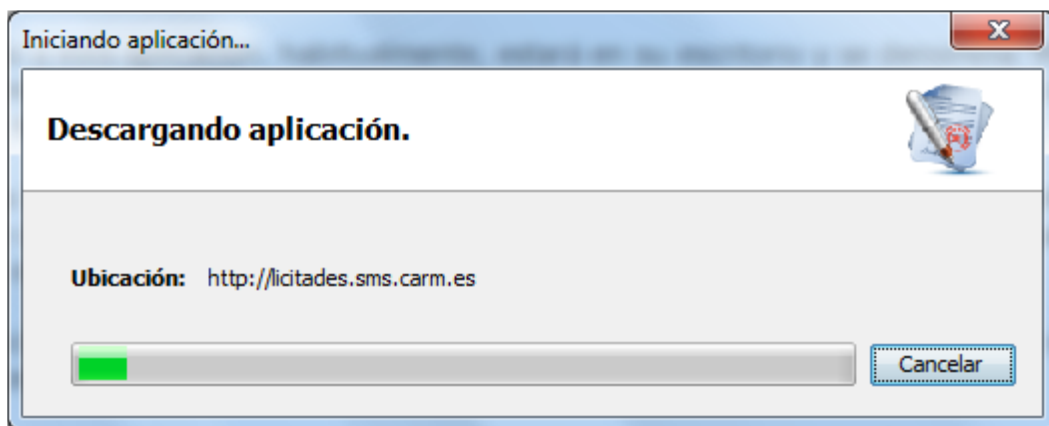 Iniciando aplicación...
Descargando aplicación.
Ubicación: http://licitades.sms.carm.es
Cancelar